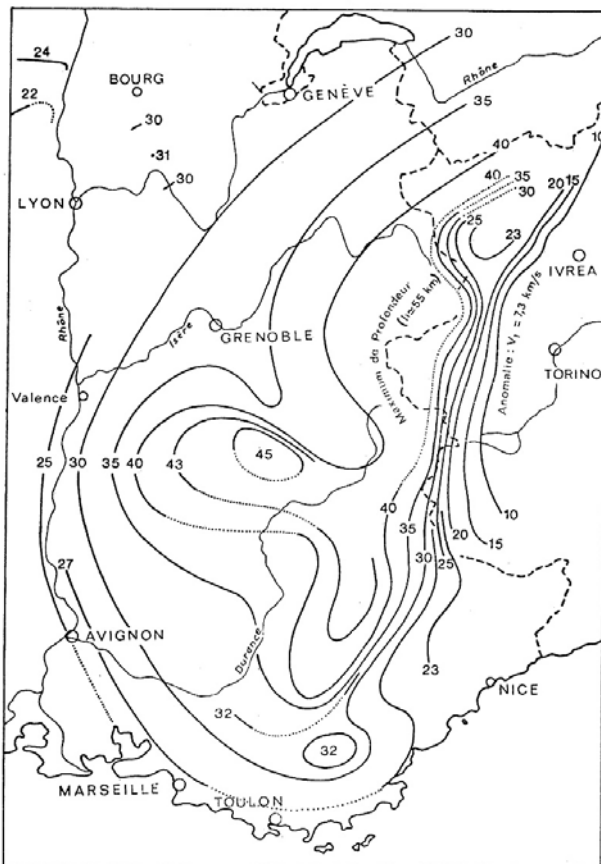 30
24
BOURG
Rhône
?
GENÈVE
22
35
30
40
10
31
30
40
35
30
20
15
LYON
25
23
IVREA
Rhône
Isère
GRENOBLE
Maximum de Profondeur
(h≃55 km)
Anomalie : V₁ = 7,3 km/s
TORINO
Valence
25
30
35
40
43
45
40
10
35
20
15
30
25
27
AVIGNON
Durance
23
NICE
32
32
MARSEILLE
TOULON